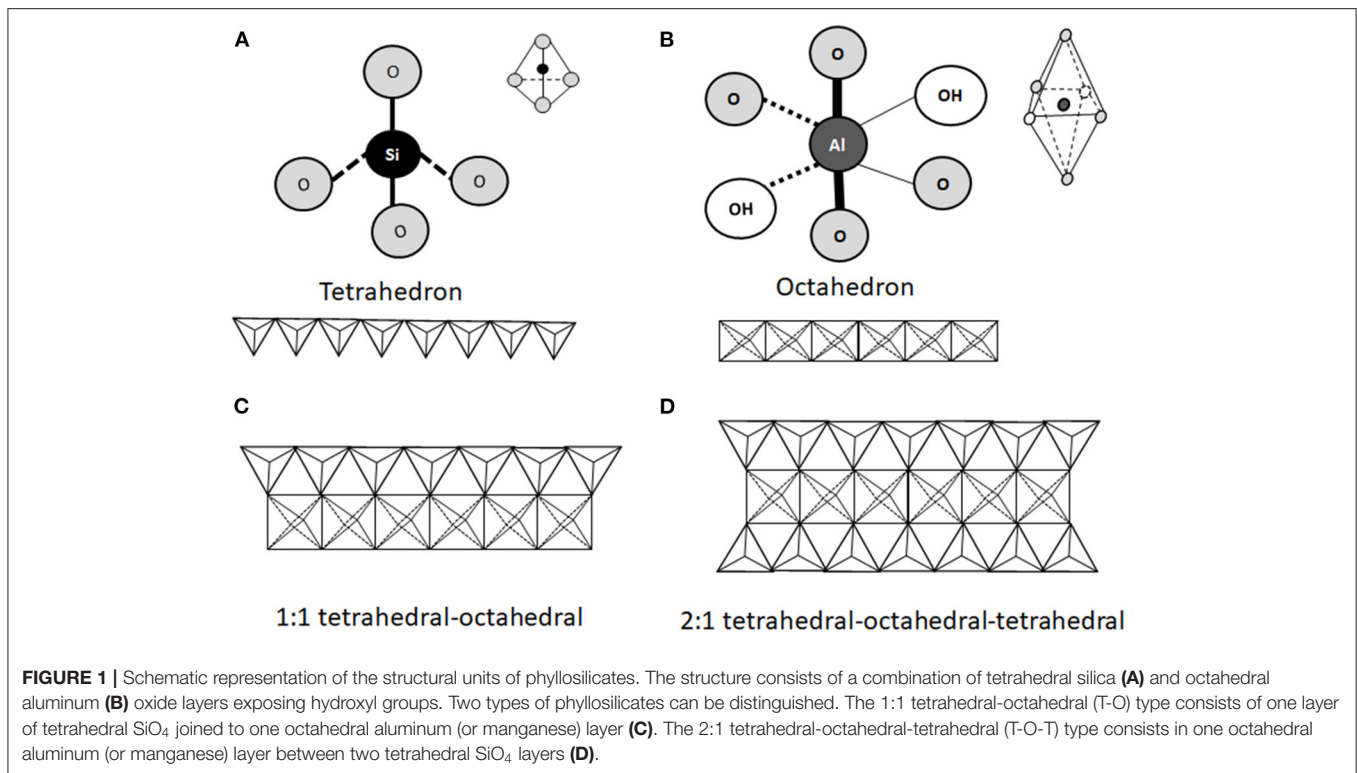 A
O
Si
O
O
O
Tetrahedron
B
O
O
OH
Al
OH
O
O
Octahedron
C
1:1 tetrahedral-octahedral
D
2:1 tetrahedral-octahedral-tetrahedral
FIGURE 1 | Schematic representation of the structural units of phyllosilicates. The structure consists of a combination of tetrahedral silica (A) and octahedral
aluminum (B) oxide layers exposing hydroxyl groups. Two types of phyllosilicates can be distinguished. The 1:1 tetrahedral-octahedral (T-O) type consists of one layer
of tetrahedral SiO₄ joined to one octahedral aluminum (or manganese) layer (C). The 2:1 tetrahedral-octahedral-tetrahedral (T-O-T) type consists in one octahedral
aluminum (or manganese) layer between two tetrahedral SiO₄ layers (D).